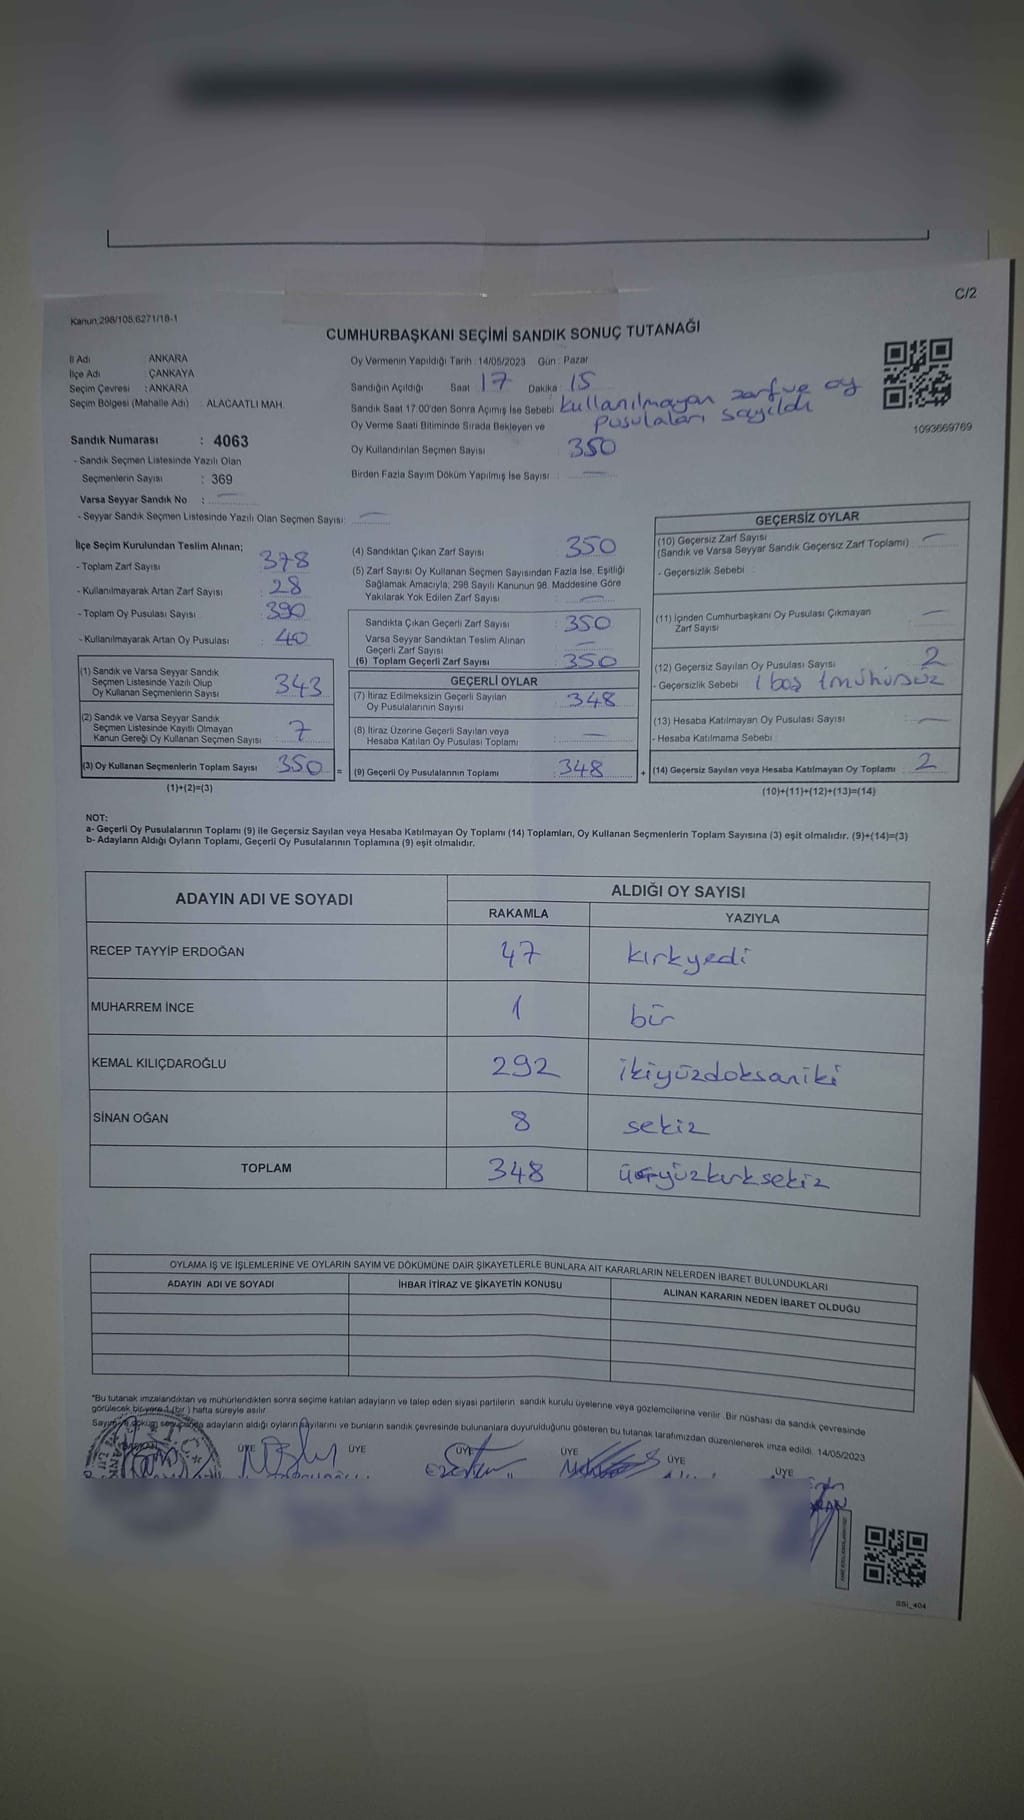 C/2
Kanun,298/105,6271/18-1
CUMHURBAŞKANI SEÇİMİ SANDIK SONUÇ TUTANAĞI
İl Adı : ANKARA
İlçe Adı : ÇANKAYA
Seçim Çevresi : ANKARA
Seçim Bölgesi (Mahalle Adı) : ALACAATLI MAH.
Sandık Numarası : 4063
- Sandık Seçmen Listesinde Yazılı Olan
Seçmenlerin Sayısı : 369
Varsa Seyyar Sandık No :
- Seyyar Sandık Seçmen Listesinde Yazılı Olan Seçmen Sayısı: —
Oy Vermenin Yapıldığı Tarih : 14/05/2023 Gün : Pazar
Sandığın Açıldığı Saat 17 Dakika : 15
Sandık Saat 17:00'den Sonra Açımış İse Sebebi : kullanılmayan zarf ve oy
pusulaları sayıldı
Oy Verme Saati Bitiminde Sırada Bekleyen ve
Oy Kullandırılan Seçmen Sayısı : 350
Birden Fazla Sayım Döküm Yapılmış İse Sayısı : —
1093669769
İlçe Seçim Kurulundan Teslim Alınan;
- Toplam Zarf Sayısı : 378
- Kullanılmayarak Artan Zarf Sayısı : 28
- Toplam Oy Pusulası Sayısı : 390
- Kullanılmayarak Artan Oy Pusulası : 40
(1) Sandık ve Varsa Seyyar Sandık
Seçmen Listesinde Yazılı Olup
Oy Kullanan Seçmenlerin Sayısı 343
(2) Sandık ve Varsa Seyyar Sandık
Seçmen Listesinde Kayıtlı Olmayan
Kanun Gereği Oy Kullanan Seçmen Sayısı 7
(3) Oy Kullanan Seçmenlerin Toplam Sayısı 350 =
(1)+(2)=(3)
(4) Sandıktan Çıkan Zarf Sayısı : 350
(5) Zarf Sayısı Oy Kullanan Seçmen Sayısından Fazla İse, Eşitliği
Sağlamak Amacıyla, 298 Sayılı Kanunun 98. Maddesine Göre
Yakılarak Yok Edilen Zarf Sayısı : —
Sandıkta Çıkan Geçerli Zarf Sayısı : 350
Varsa Seyyar Sandıktan Teslim Alınan
Geçerli Zarf Sayısı : —
(6) Toplam Geçerli Zarf Sayısı : 350
GEÇERLİ OYLAR
(7) İtiraz Edilmeksizin Geçerli Sayılan
Oy Pusulalarının Sayısı : 348
(8) İtiraz Üzerine Geçerli Sayılan veya
Hesaba Katılan Oy Pusulası Toplamı : —
(9) Geçerli Oy Pusulalarının Toplamı : 348 +
GEÇERSİZ OYLAR
(10) Geçersiz Zarf Sayısı
(Sandık ve Varsa Seyyar Sandık Geçersiz Zarf Toplamı) : —
- Geçersizlik Sebebi :
(11) İçinden Cumhurbaşkanı Oy Pusulası Çıkmayan
Zarf Sayısı : —
(12) Geçersiz Sayılan Oy Pusulası Sayısı : 2
- Geçersizlik Sebebi : 1 boş 1 mühürsüz
(13) Hesaba Katılmayan Oy Pusulası Sayısı : —
- Hesaba Katılmama Sebebi :
(14) Geçersiz Sayılan veya Hesaba Katılmayan Oy Toplamı : 2
(10)+(11)+(12)+(13)=(14)
NOT:
a- Geçerli Oy Pusulalarının Toplamı (9) ile Geçersiz Sayılan veya Hesaba Katılmayan Oy Toplamı (14) Toplamları, Oy Kullanan Seçmenlerin Toplam Sayısına (3) eşit olmalıdır. (9)+(14)=(3)
b- Adayların Aldığı Oyların Toplamı, Geçerli Oy Pusulalarının Toplamına (9) eşit olmalıdır.
ADAYIN ADI VE SOYADI ALDIĞI OY SAYISI
RAKAMLA YAZIYLA
RECEP TAYYİP ERDOĞAN 47 kırkyedi
MUHARREM İNCE 1 bir
KEMAL KILIÇDAROĞLU 292 ikiyüzdoksaniki
SİNAN OĞAN 8 sekiz
TOPLAM 348 üçyüzkırksekiz
OYLAMA İŞ VE İŞLEMLERİNE VE OYLARIN SAYIM VE DÖKÜMÜNE DAİR ŞİKAYETLERLE BUNLARA AİT KARARLARIN NELERDEN İBARET BULUNDUKLARI
ADAYIN ADI VE SOYADI İHBAR İTİRAZ VE ŞİKAYETİN KONUSU ALINAN KARARIN NEDEN İBARET OLDUĞU
*Bu tutanak imzalandıktan ve mühürlendikten sonra seçime katılan adayların ve talep eden siyasi partilerin sandık kurulu üyelerine veya gözlemcilerine verilir. Bir nüshası da sandık çevresinde
görülecek bir yere 1 (bir) hafta süreyle asılır.
Sayım ve döküm adayların aldığı oyların sayılarını ve bunların sandık çevresinde bulunanlara duyurulduğunu gösteren bu tutanak tarafımızdan düzenlenerek imza edildi. 14/05/2023
ÜYE ÜYE ÜYE ÜYE ÜYE ÜYE
SSİ_404